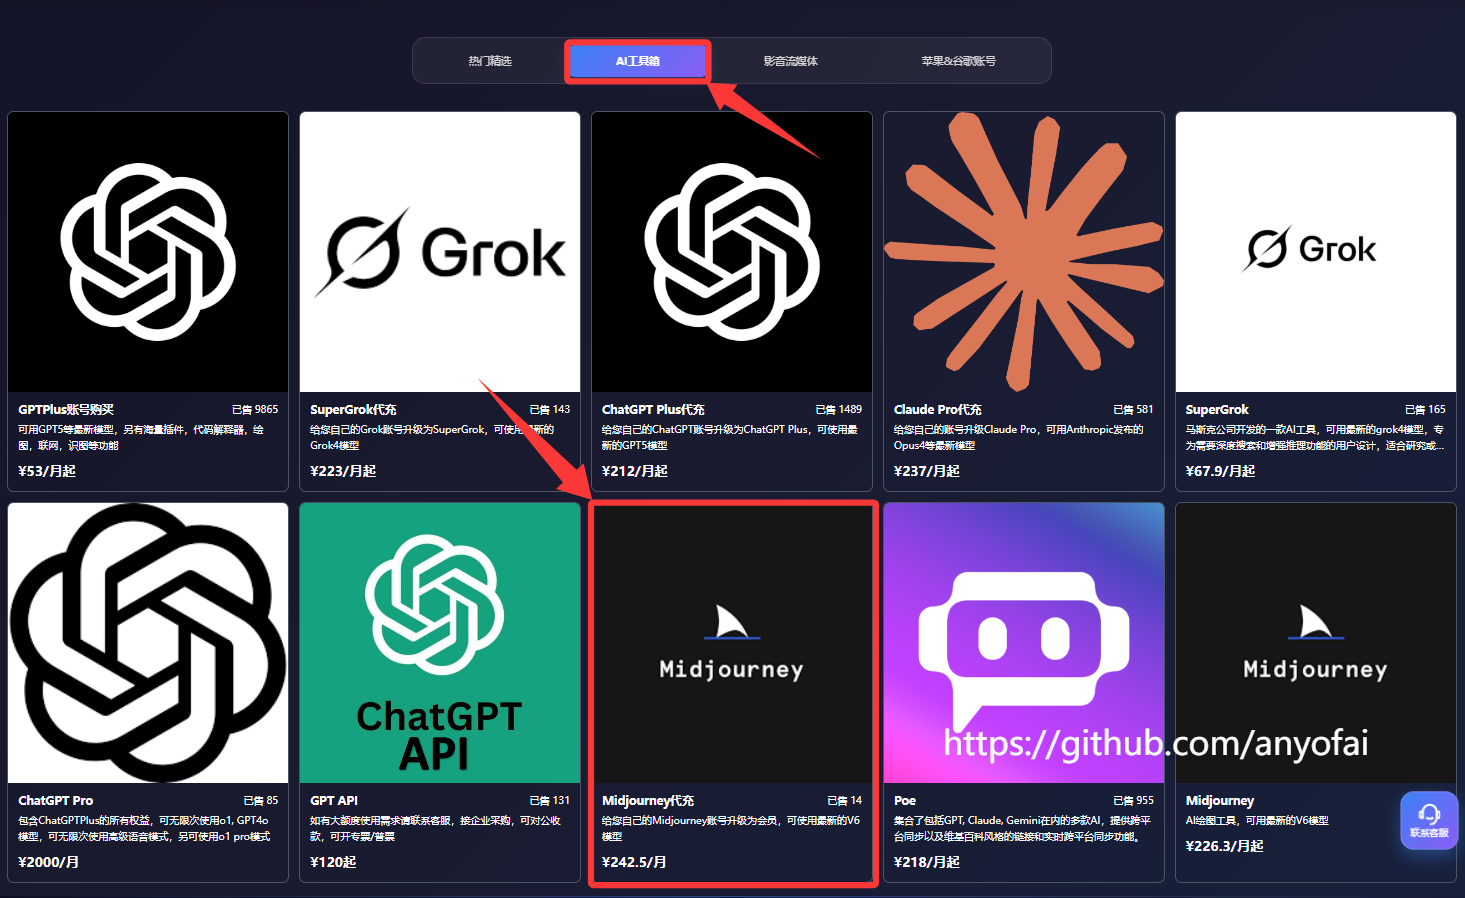 热门精选
AI工具箱
影音流媒体
苹果&谷歌账号
Grok
Grok
GPTPlus账号购买
已售 9865
可用GPT5等最新模型，另有海量插件，代码解释器，绘
图，联网，识图等功能
¥53/月起
SuperGrok代充
已售 143
给您自己的Grok账号升级为SuperGrok，可使用最新的
Grok4模型
¥223/月起
ChatGPT Plus代充
已售 1489
给您自己的ChatGPT账号升级为ChatGPT Plus，可使用最
新的GPT5模型
¥212/月起
Claude Pro代充
已售 581
给您自己的账号升级Claude Pro，可用Anthropic发布的
Opus4等最新模型
¥237/月起
SuperGrok
已售 165
马斯克公司开发的一款AI工具，可用最新的grok4模型，专
为需要深度搜索和增强推理功能的用户设计，适合研究或...
¥67.9/月起
ChatGPT
API
Midjourney
Midjourney
https://github.com/anyofai
ChatGPT Pro
已售 85
包含ChatGPTPlus的所有权益，可无限次使用o1, GPT4o
模型，可无限次使用高级语音模式，另可使用o1 pro模式
¥2000/月
GPT API
已售 131
如有大额度使用需求请联系客服，接企业采购，可对公收
款，可开专票/普票
¥120起
Midjourney代充
已售 14
给您自己的Midjourney账号升级为会员，可使用最新的V6
模型
¥242.5/月
Poe
已售 955
集合了包括GPT, Claude, Gemini在内的多款AI，提供跨平
台同步以及维基百科风格的链接和实时跨平台同步功能。
¥218/月起
Midjourney
AI绘图工具，可用最新的V6模型
¥226.3/月起
联系客服